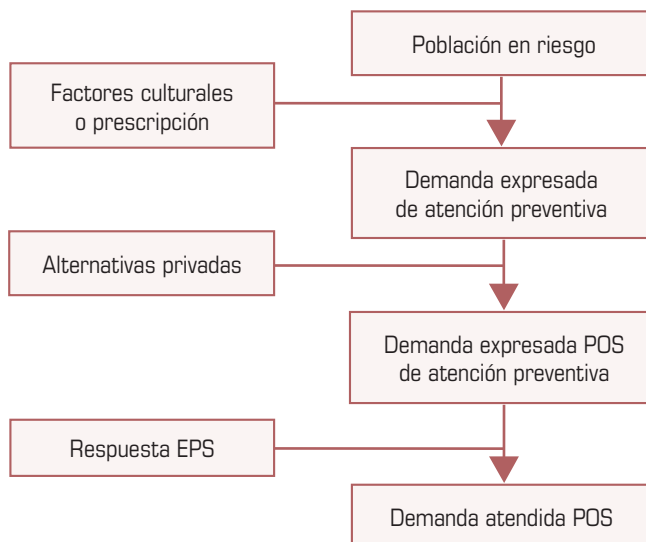 Población en riesgo
Factores culturales
o prescripción
Demanda expresada
de atención preventiva
Alternativas privadas
Demanda expresada POS
de atención preventiva
Respuesta EPS
Demanda atendida POS